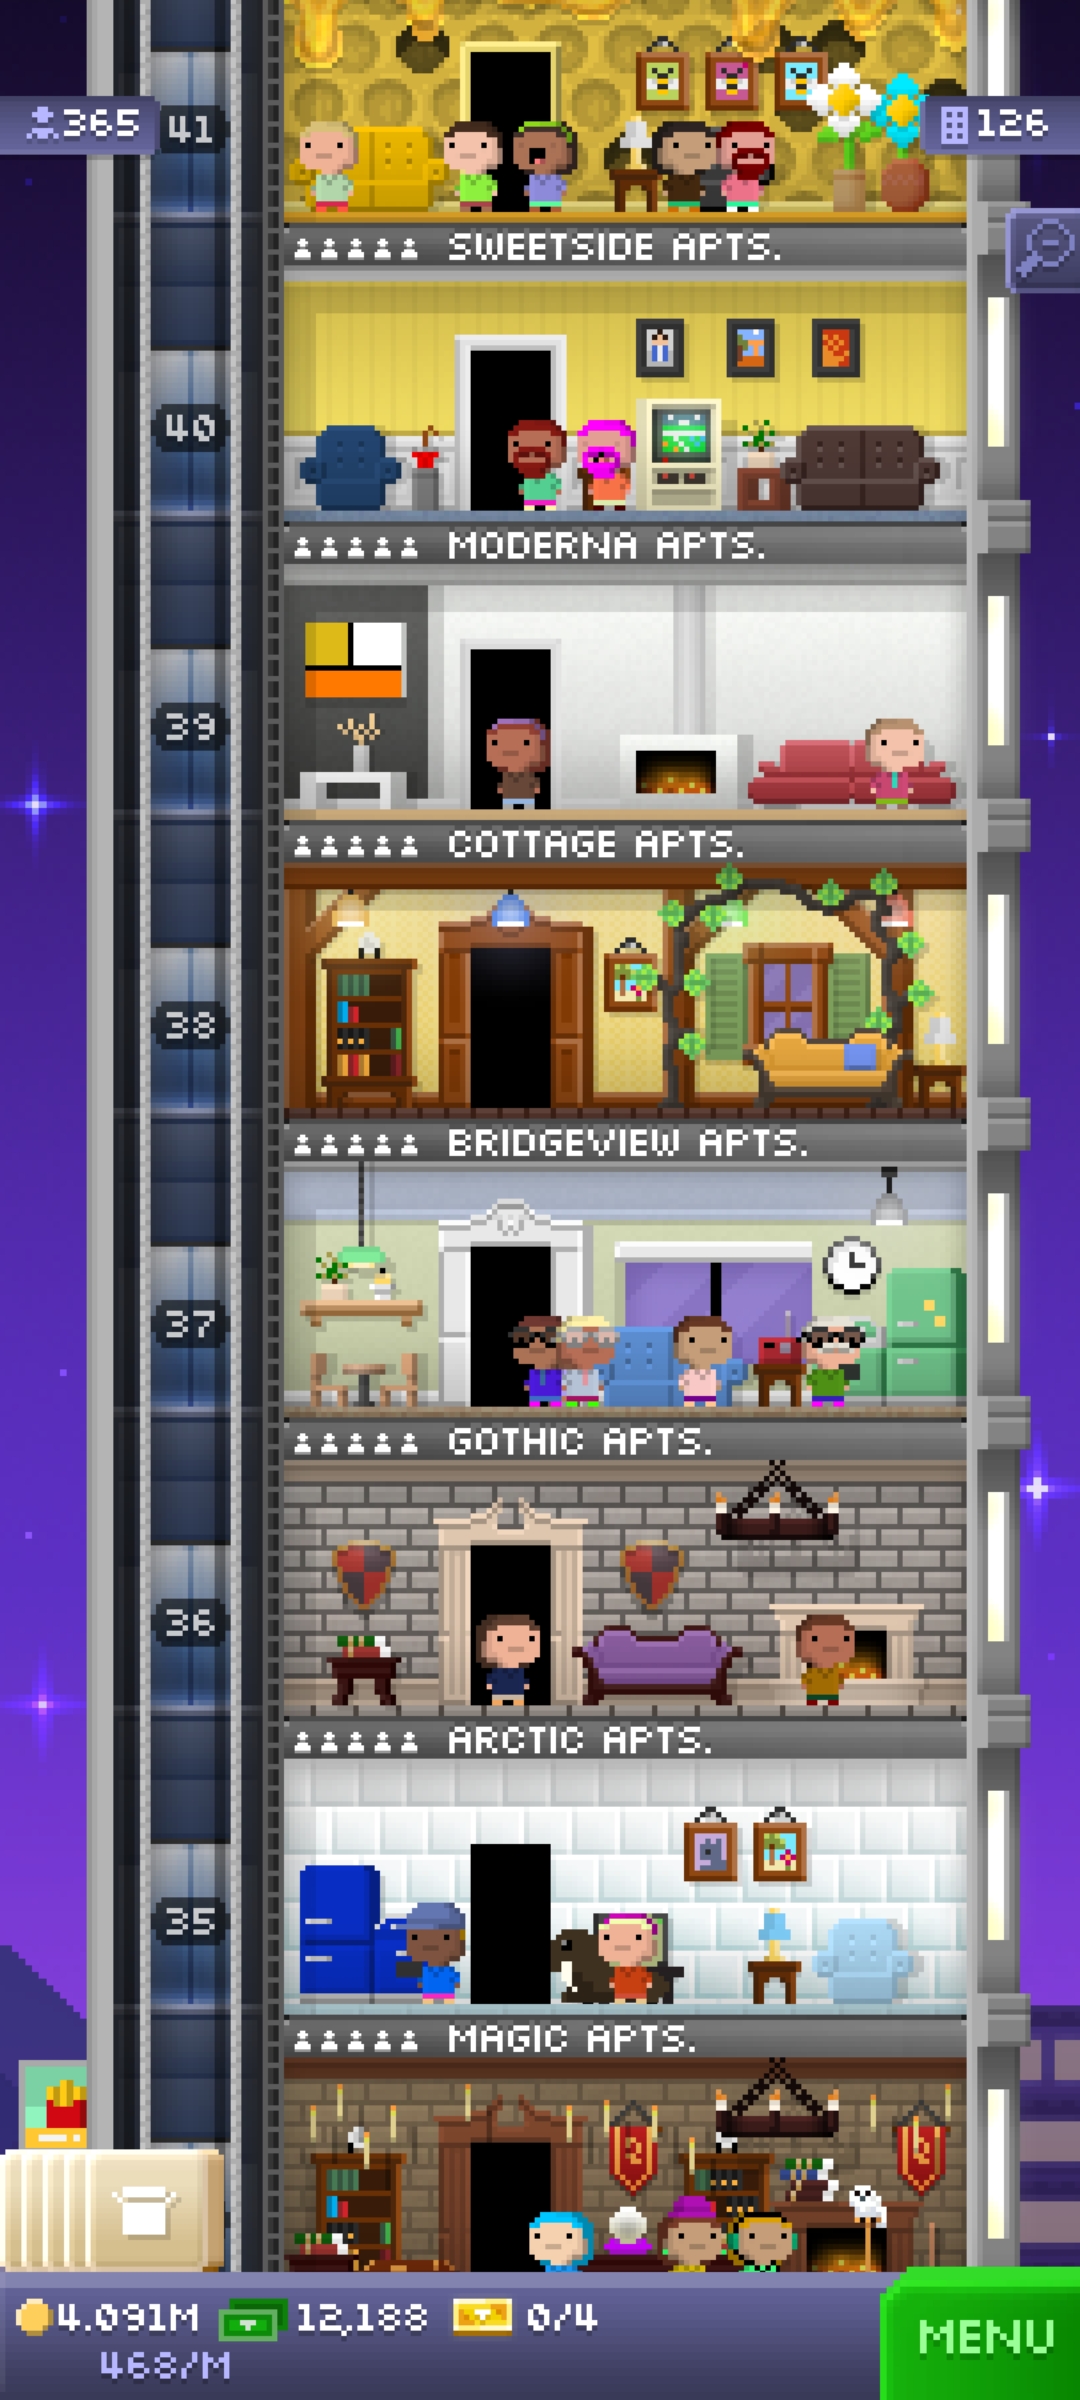 365
41
126
SWEETSIDE APTS.
40
MODERNA APTS.
39
COTTAGE APTS.
38
BRIDGEVIEW APTS.
37
GOTHIC APTS.
36
ARCTIC APTS.
35
MAGIC APTS.
4.091M 12,188 0/4
468/M
MENU